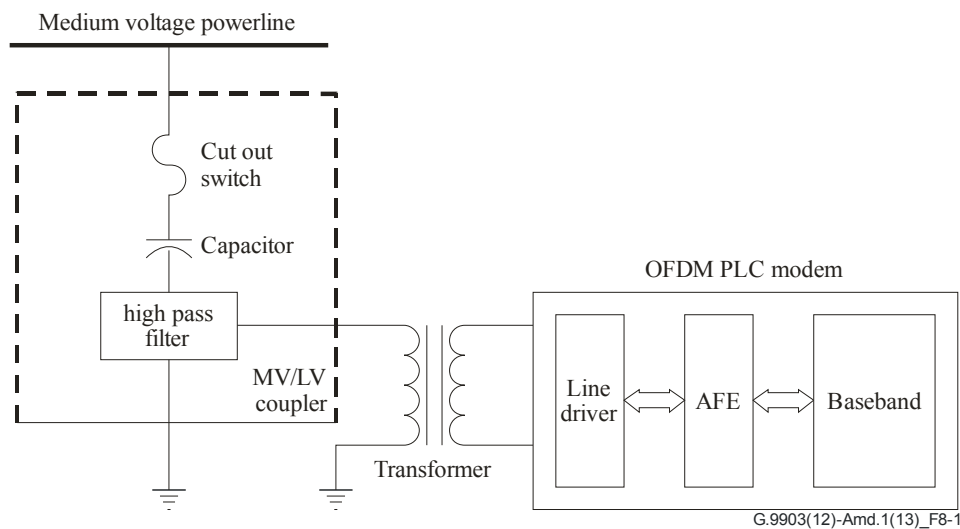 Medium voltage powerline
Cut out
switch
Capacitor
high pass
filter
MV/LV
coupler
Transformer
OFDM PLC modem
Line
driver
AFE
Baseband
G.9903(12)-Amd.1(13)_F8-1